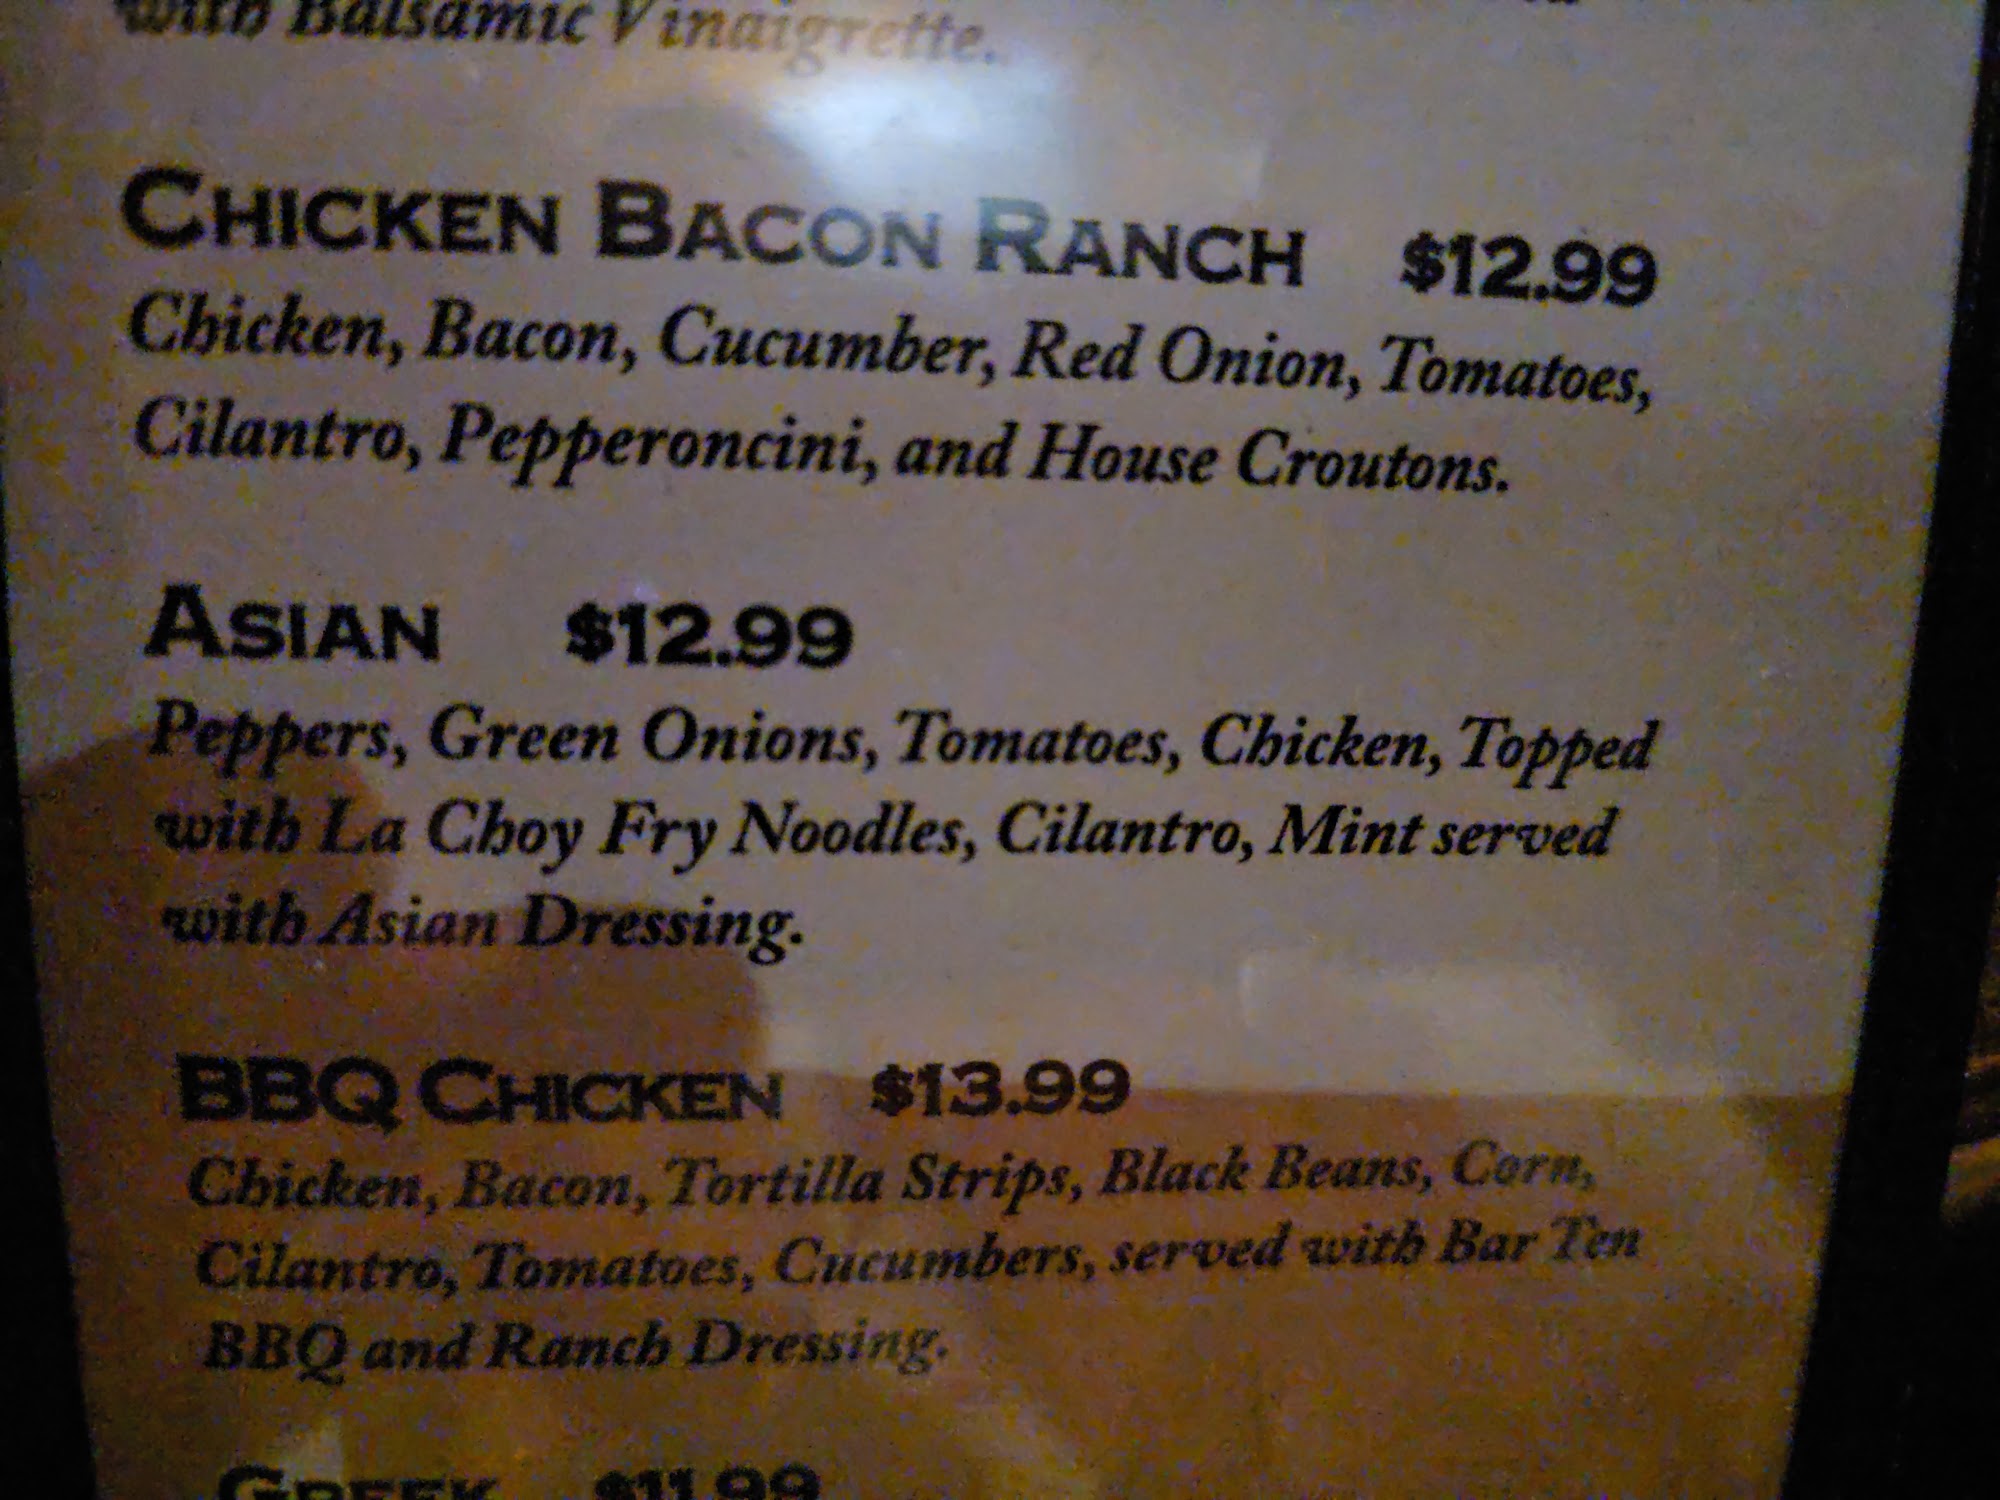 with Balsamic Vinaigrette.
CHICKEN BACON RANCH $12.99
Chicken, Bacon, Cucumber, Red Onion, Tomatoes,
Cilantro, Pepperoncini, and House Croutons.
ASIAN $12.99
Peppers, Green Onions, Tomatoes, Chicken, Topped
with La Choy Fry Noodles, Cilantro, Mint served
with Asian Dressing.
BBQ CHICKEN $13.99
Chicken, Bacon, Tortilla Strips, Black Beans, Corn,
Cilantro, Tomatoes, Cucumbers, served with Bar Ten
BBQ and Ranch Dressing.
GREEK $11.99